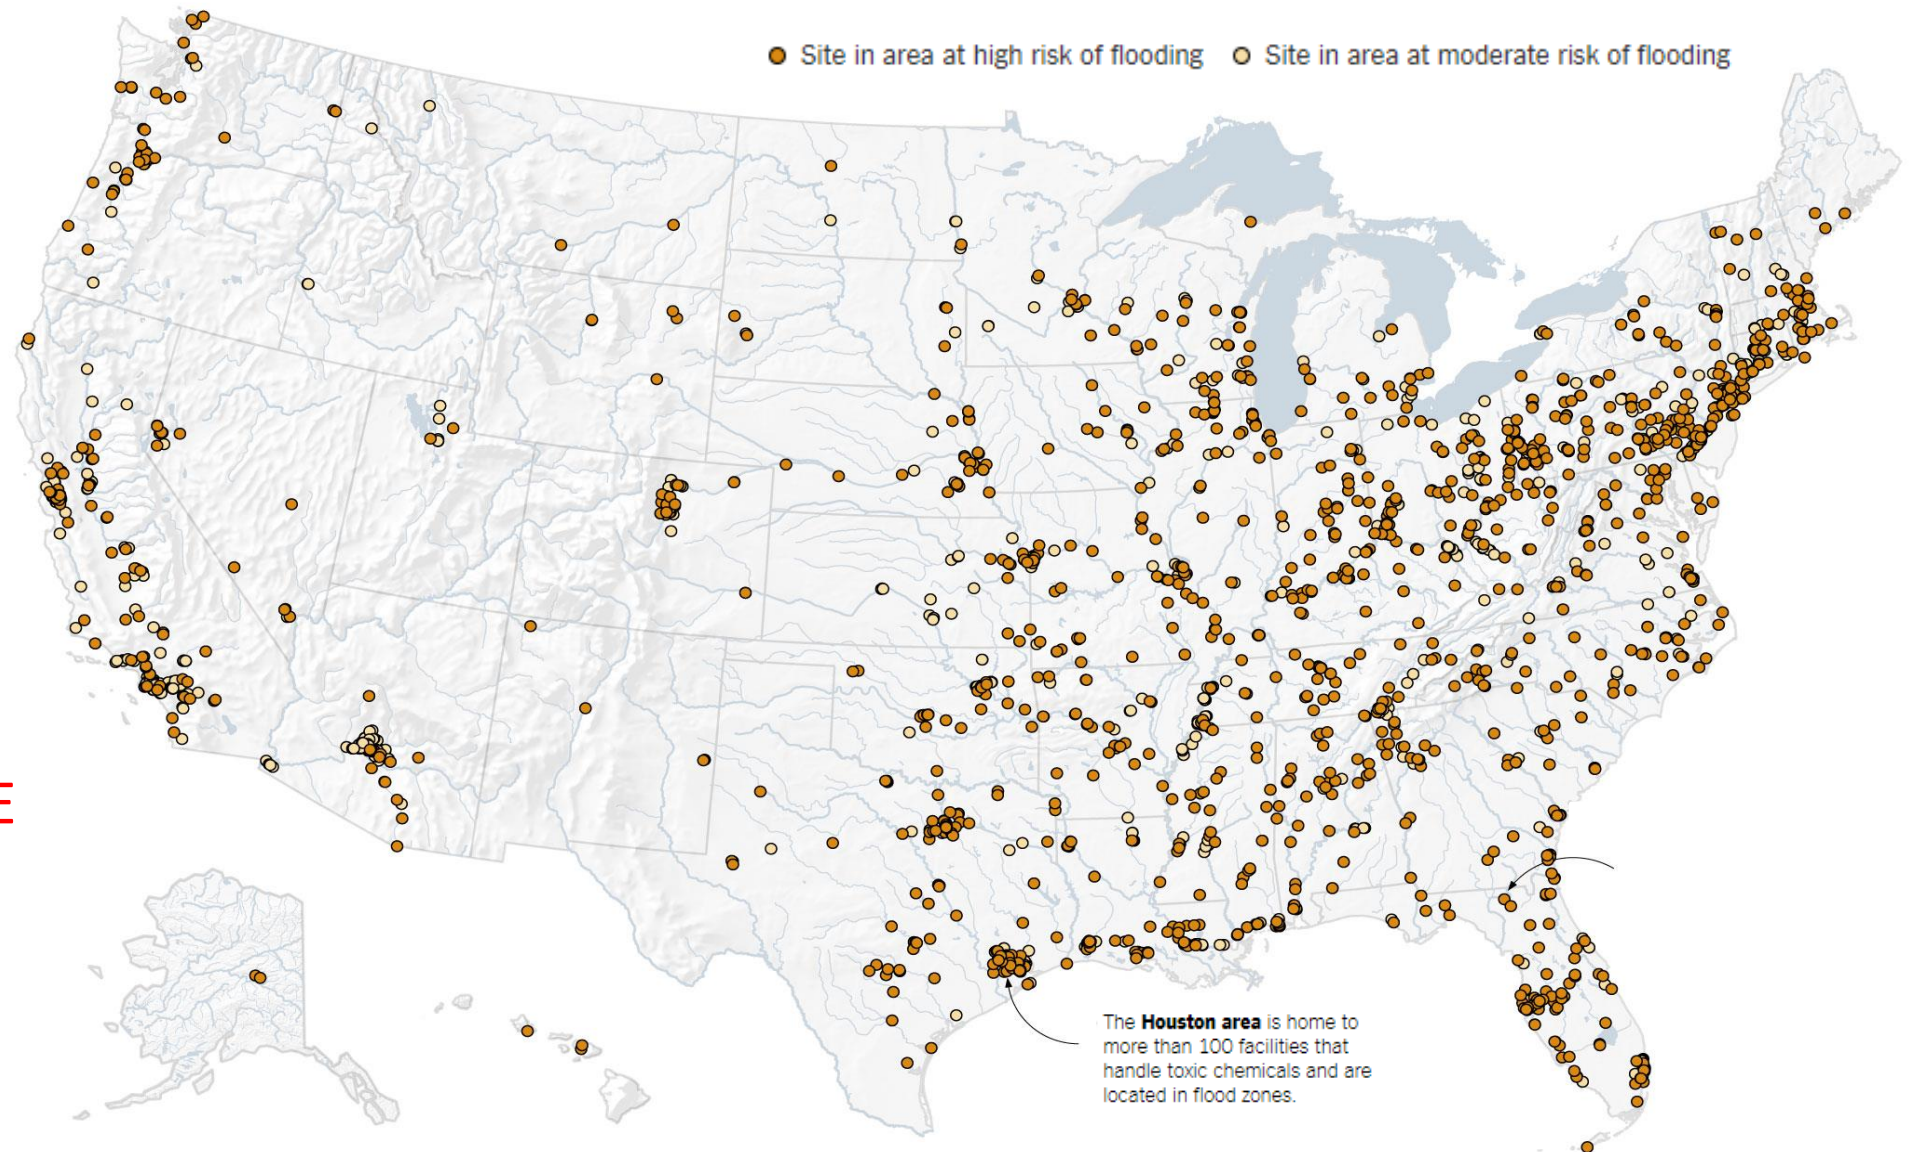 Site in area at high risk of flooding
Site in area at moderate risk of flooding
E
The Houston area is home to
more than 100 facilities that
handle toxic chemicals and are
located in flood zones.